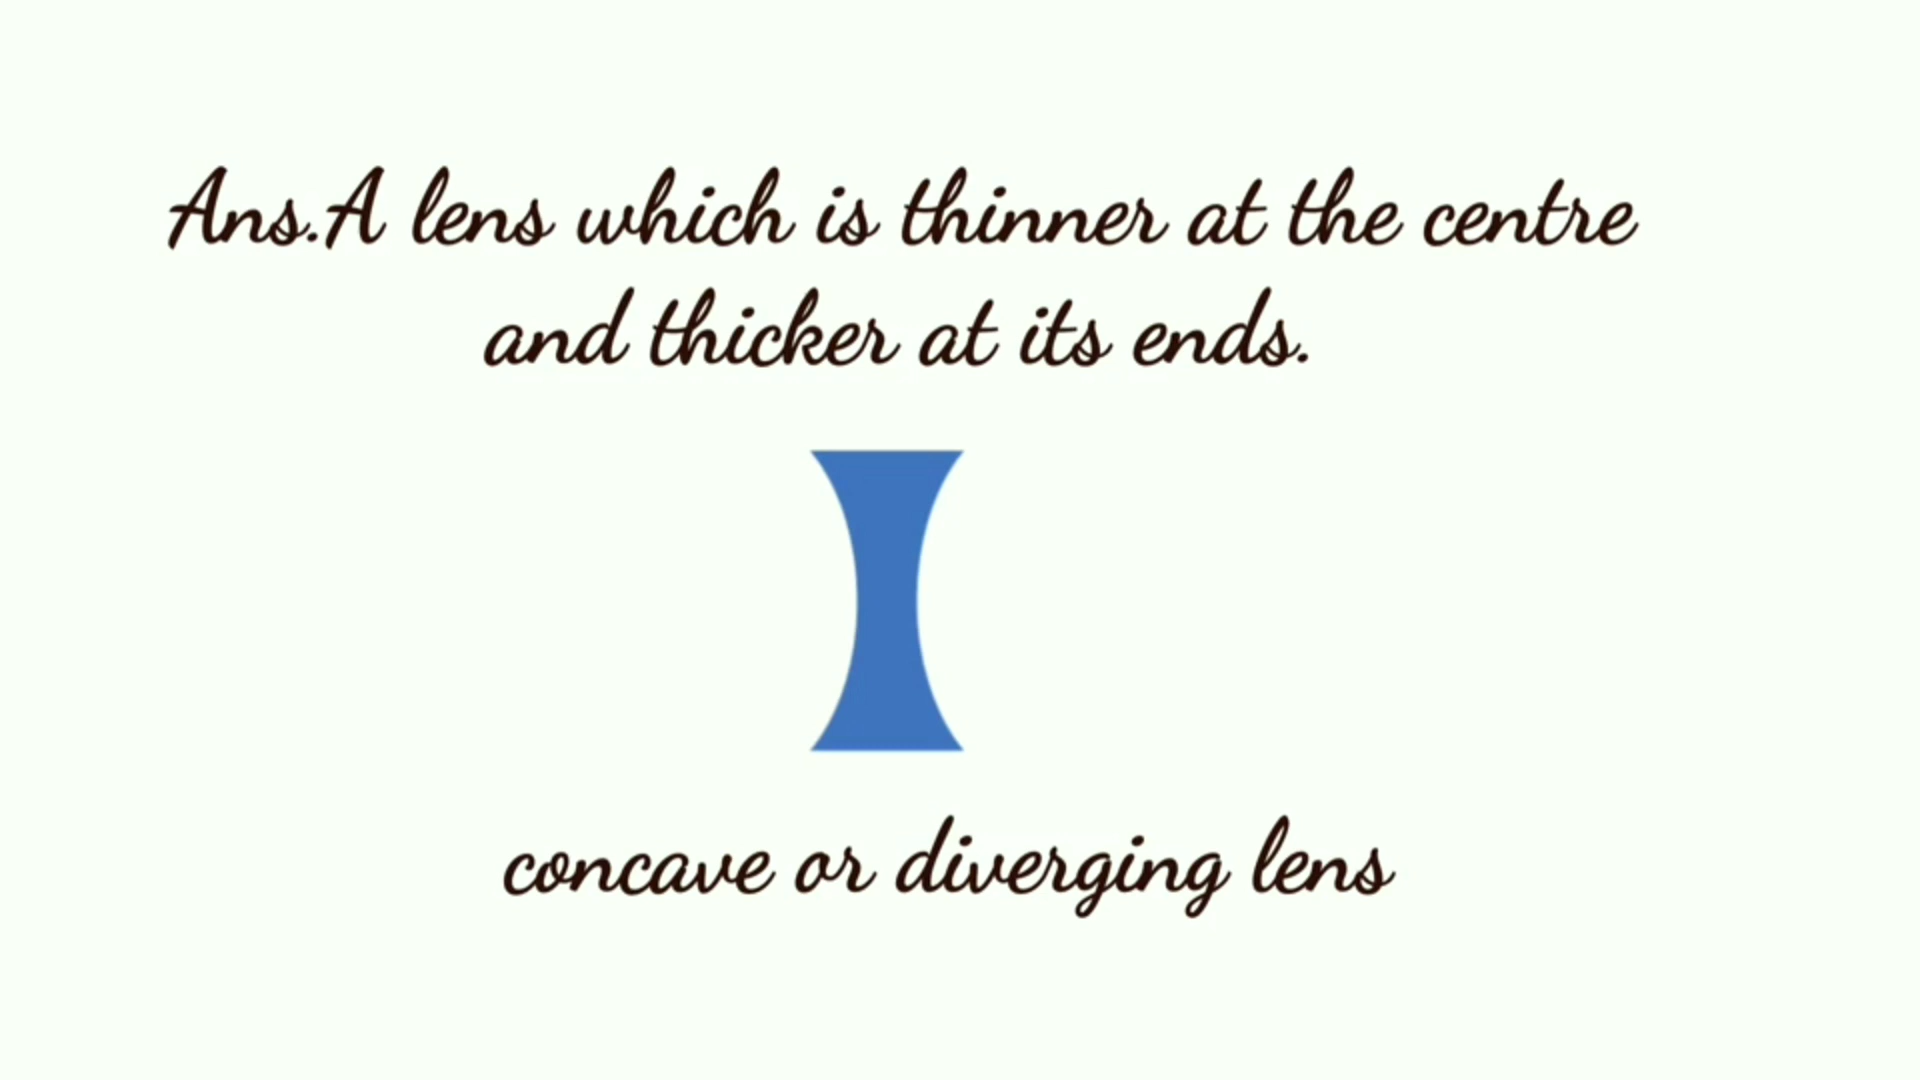 Ans.A lens which is thinner at the centre
and thicker at its ends.
concave or diverging lens